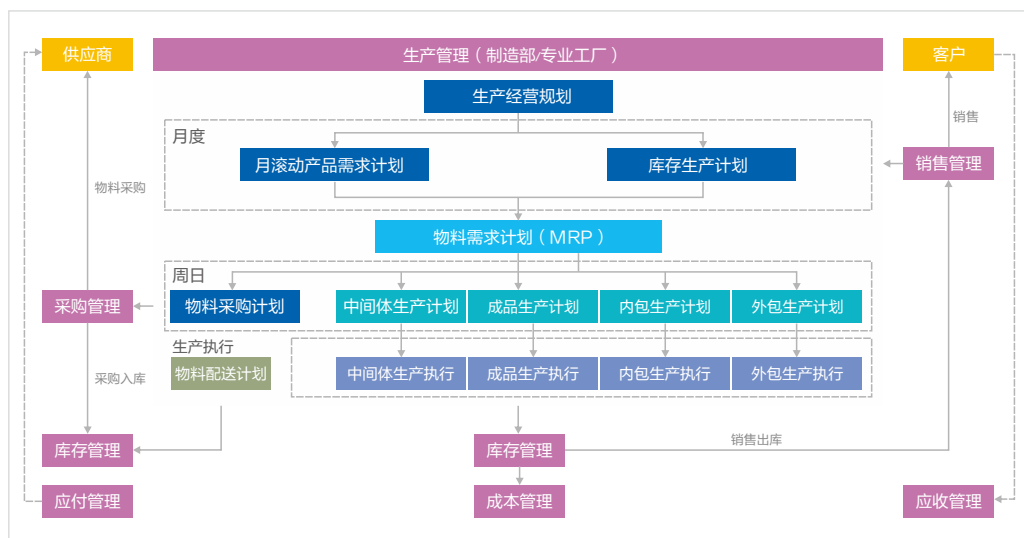 供应商
生产管理（制造部/专业工厂）
客户
生产经营规划
销售
月度
月滚动产品需求计划
库存生产计划
销售管理
物料采购
物料需求计划（MRP）
周日
采购管理
物料采购计划
中间体生产计划
成品生产计划
内包生产计划
外包生产计划
生产执行
物料配送计划
中间体生产执行
成品生产执行
内包生产执行
外包生产执行
采购入库
库存管理
库存管理
销售出库
应付管理
成本管理
应收管理